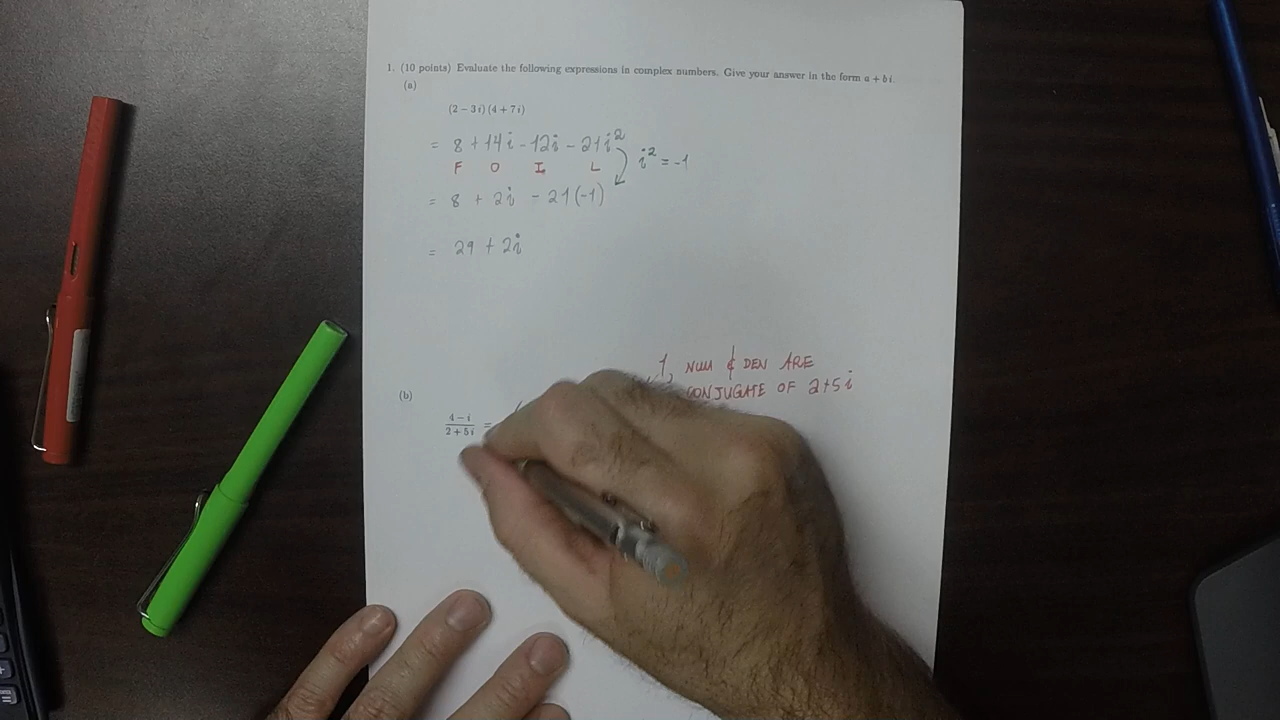 1. (10 points) Evaluate the following expressions in complex numbers. Give your answer in the form a + bi.
(a)
(2 − 3i)(4 + 7i)
= 8 + 14i - 12i - 21i²
F O I L
i² = -1
= 8 + 2i - 21(-1)
= 29 + 2i
1, NUM & DEN ARE
CONJUGATE OF 2+5i
(b)
4 − i
2 + 5i
=